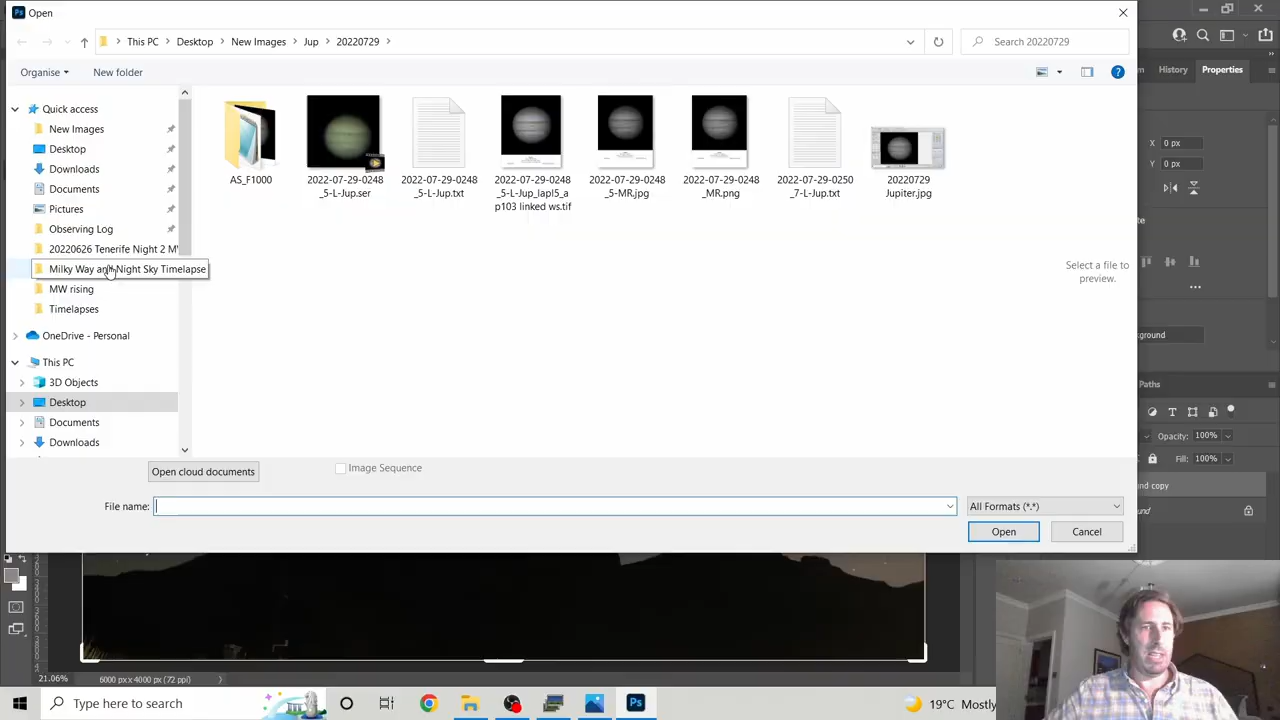 Open
This PC
Desktop
New Images
Jup
20220729
Search 20220729
Organise
New folder
Quick access
New Images
Desktop
Downloads
Documents
Pictures
Observing Log
20220626 Tenerife Night 2 M
Milky Way and Night Sky Timelapse
MW rising
Timelapses
OneDrive - Personal
This PC
3D Objects
Desktop
Documents
Downloads
AS_F1000
2022-07-29-0248
_5-L-Jup.ser
2022-07-29-0248
_5-L-Jup.txt
2022-07-29-0248
_5-L-Jup_lapl5_a
p103 linked ws.tif
2022-07-29-0248
_5-MR.jpg
2022-07-29-0248
_MR.png
2022-07-29-0250
_7-L-Jup.txt
20220729
Jupiter.jpg
Select a file to
preview.
Open cloud documents
Image Sequence
File name:
All Formats (*.*)
Open
Cancel
History
Properties
X 0 px
Y 0 px
Paths
Opacity: 100%
Fill: 100%
21.06%
6000 px x 4000 px (72 ppi)
Type here to search
Ps
19°C Mostly